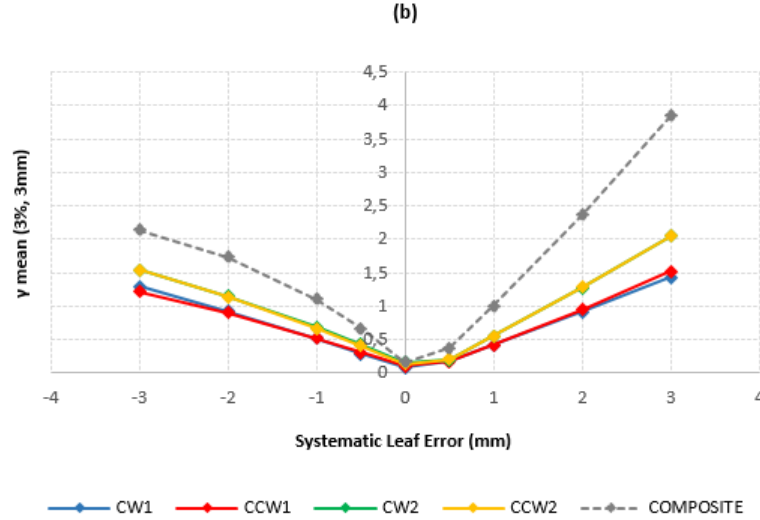 (b)
4,5
4
3,5
3
2,5
2
1,5
1
0,5
0
-4 -3 -2 -1 0 1 2 3 4
γ mean (3%, 3mm)
Systematic Leaf Error (mm)
CW1 CCW1 CW2 CCW2 COMPOSITE